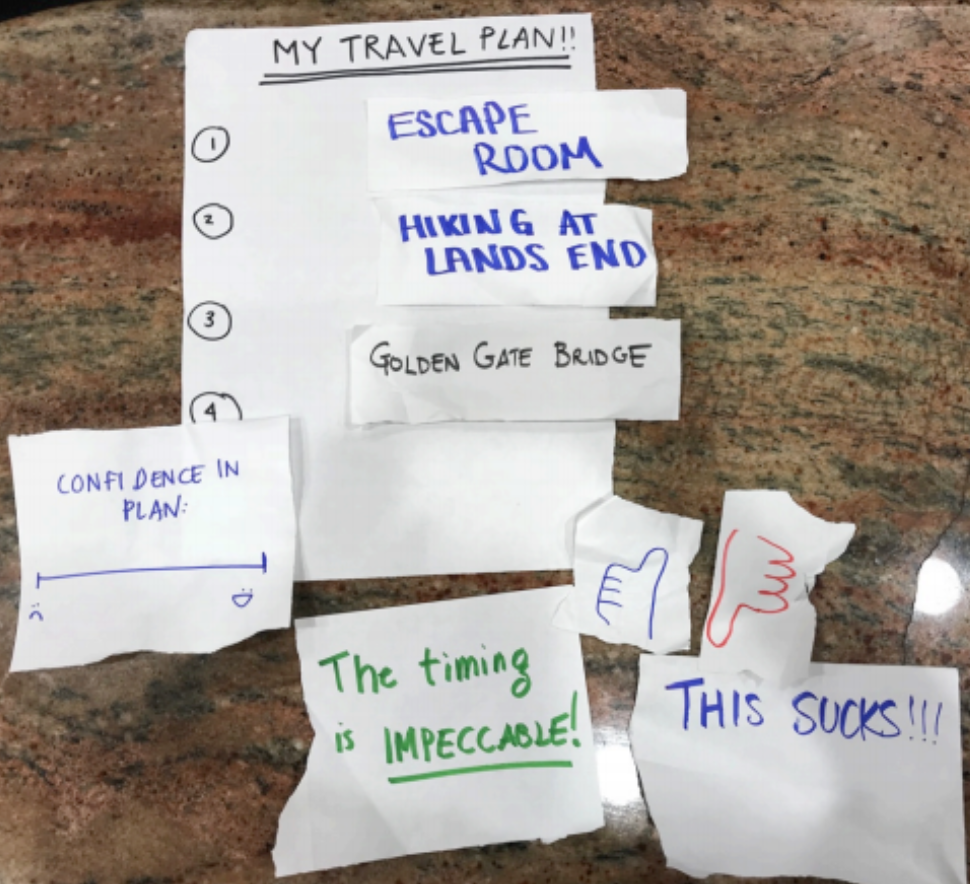 MY TRAVEL PLAN!!
1
ESCAPE
ROOM
2
HIKING AT
LANDS END
3
GOLDEN GATE BRIDGE
4
CONFIDENCE IN
PLAN:
The timing
is IMPECCABLE!
THIS SUCKS!!!